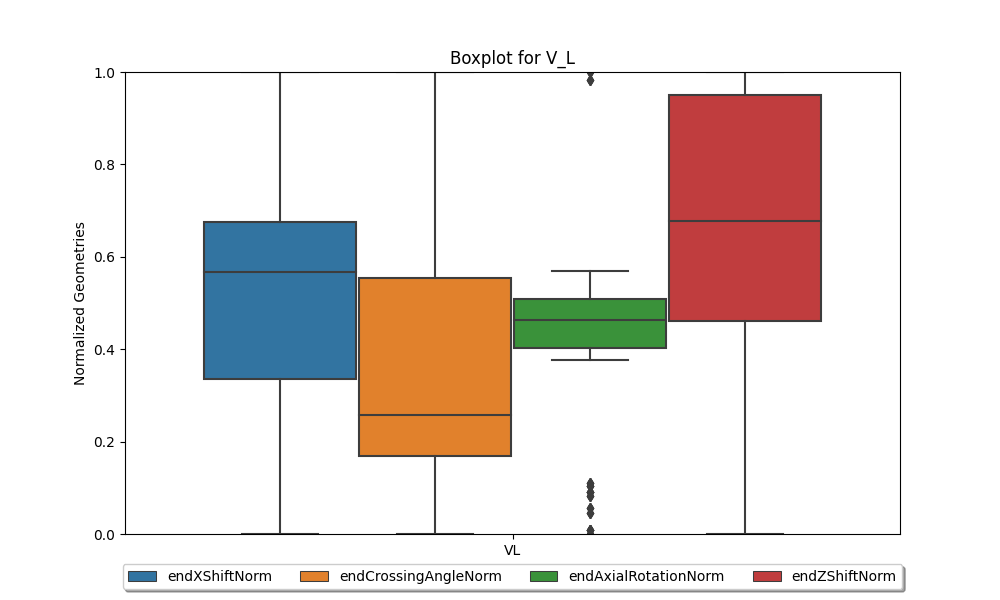 Boxplot for V_L
Normalized Geometries
1.0
0.8
0.6
0.4
0.2
0.0
VL
endXShiftNorm endCrossingAngleNorm endAxialRotationNorm endZShiftNorm